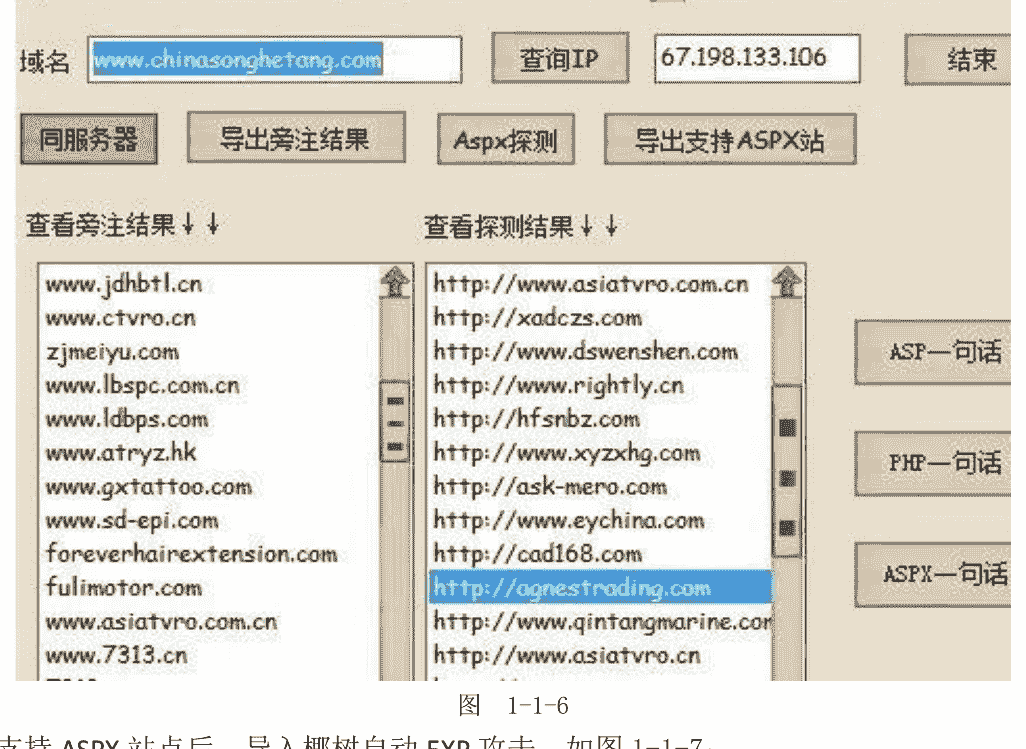 域名 www.chinasonghetang.com 查询IP 67.198.133.106 结束
同服务器 导出旁注结果 Aspx探测 导出支持ASPX站
查看旁注结果↓↓ 查看探测结果↓↓
www.jdhbtl.cn
www.ctvro.cn
zjmeiyu.com
www.lbspc.com.cn
www.ldbps.com
www.atryz.hk
www.gxtattoo.com
www.sd-epi.com
foreverhairextension.com
fulimotor.com
www.asiatvro.com.cn
www.7313.cn
http://www.asiatvro.com.cn
http://xadczs.com
http://www.dswenshen.com
http://www.rightly.cn
http://hfsnbz.com
http://www.xyzxhg.com
http://ask-mero.com
http://www.eychina.com
http://cad168.com
http://agnestrading.com
http://www.qintangmarine.com
http://www.asiatvro.cn
ASP一句话
PHP一句话
ASPX一句话
图 1-1-6
支持 ASPX 站点后，导入椰树自动 EXP 攻击，如图 1-1-7。